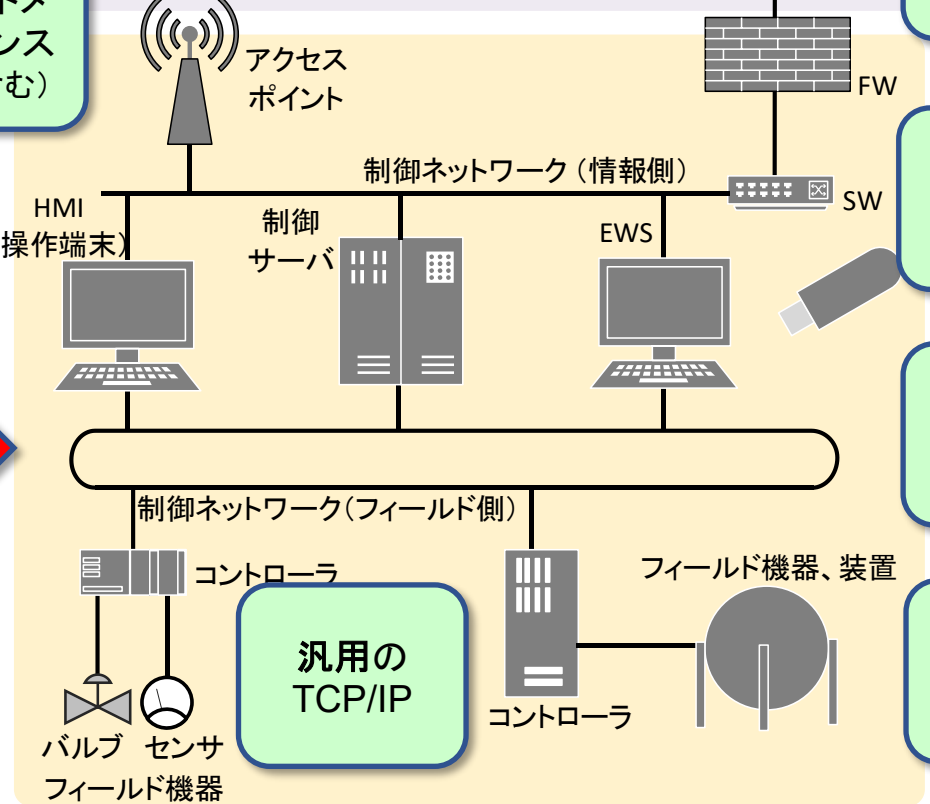 ンス
む）
アクセス
ポイント
FW
制御ネットワーク（情報側）
SW
HMI
操作端末）
制御
サーバ
EWS
制御ネットワーク（フィールド側）
コントローラ
フィールド機器、装置
汎用の
TCP/IP
コントローラ
バルブ センサ
フィールド機器